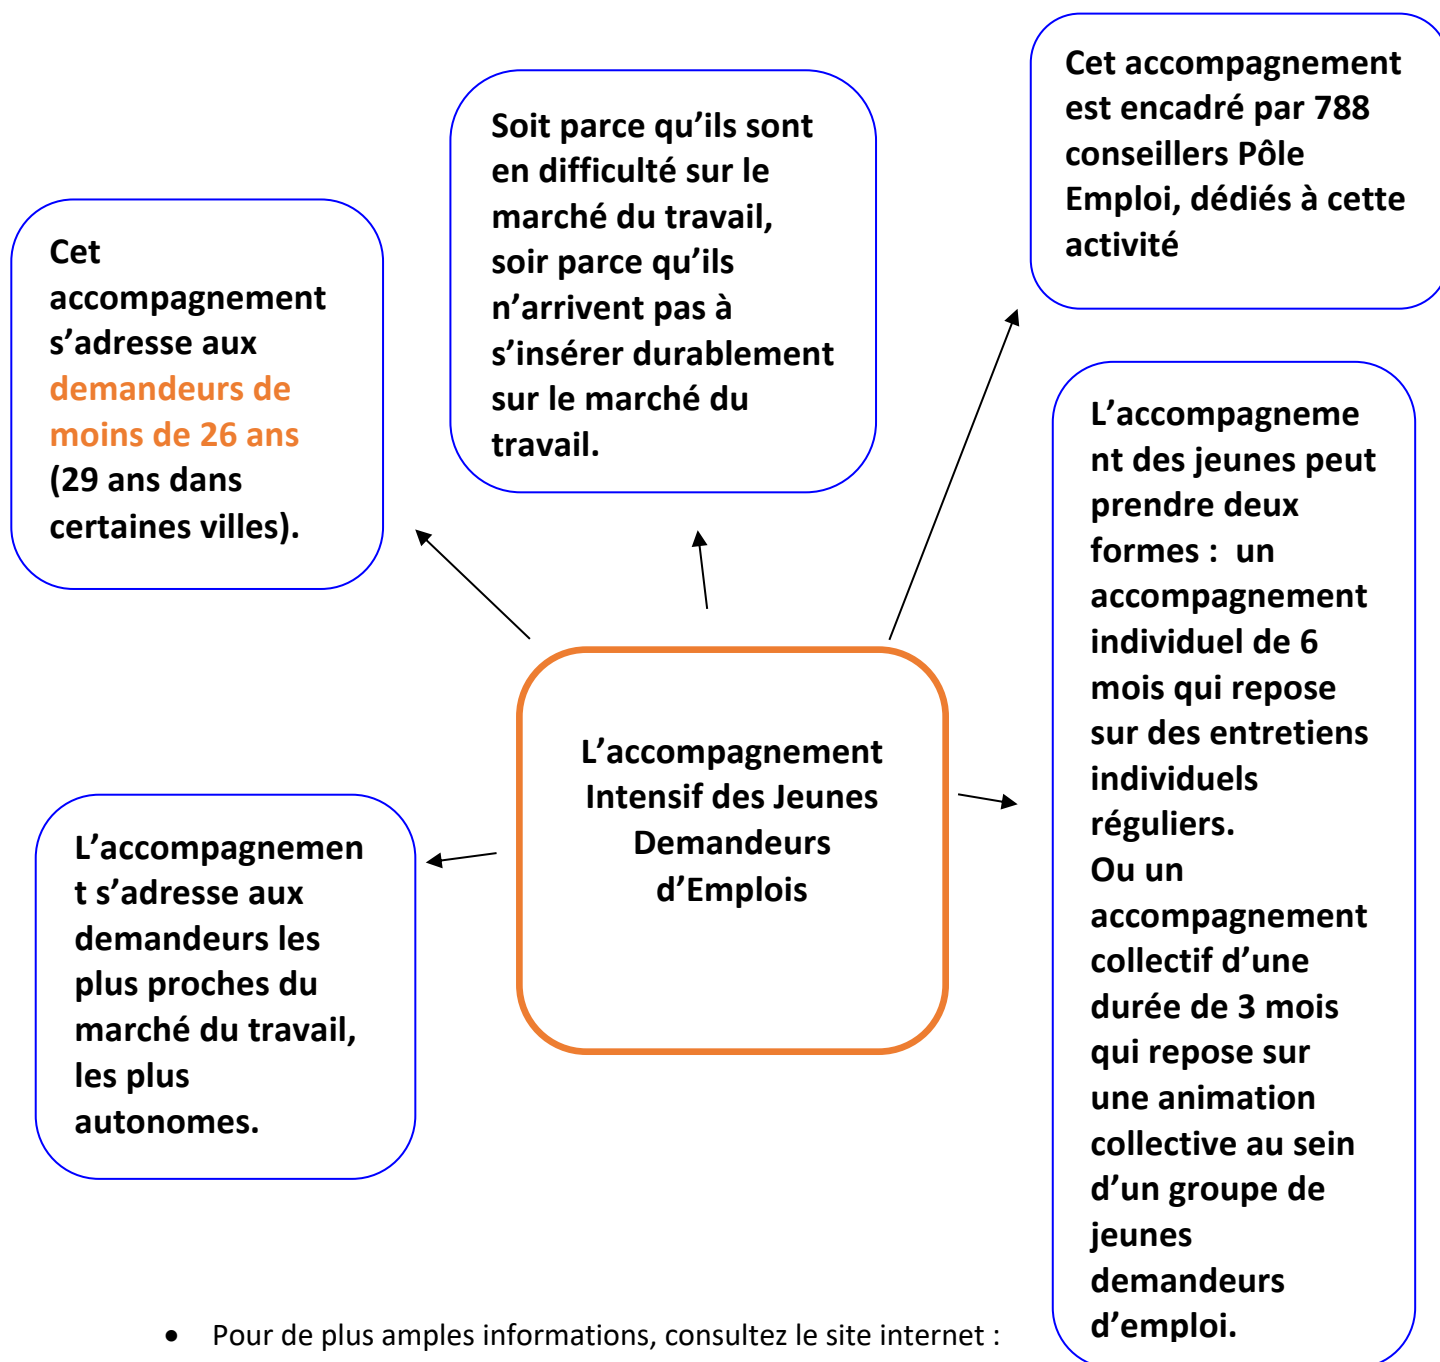 Cet
accompagnement
s’adresse aux
demandeurs de
moins de 26 ans
(29 ans dans
certaines villes).
Soit parce qu’ils sont
en difficulté sur le
marché du travail,
soir parce qu’ils
n’arrivent pas à
s’insérer durablement
sur le marché du
travail.
Cet accompagnement
est encadré par 788
conseillers Pôle
Emploi, dédiés à cette
activité
L’accompagnement
Intensif des Jeunes
Demandeurs
d’Emplois
L’accompagnemen
t s’adresse aux
demandeurs les
plus proches du
marché du travail,
les plus
autonomes.
L’accompagneme
nt des jeunes peut
prendre deux
formes : un
accompagnement
individuel de 6
mois qui repose
sur des entretiens
individuels
réguliers.
Ou un
accompagnement
collectif d’une
durée de 3 mois
qui repose sur
une animation
collective au sein
d’un groupe de
jeunes
demandeurs
d’emploi.
• Pour de plus amples informations, consultez le site internet :